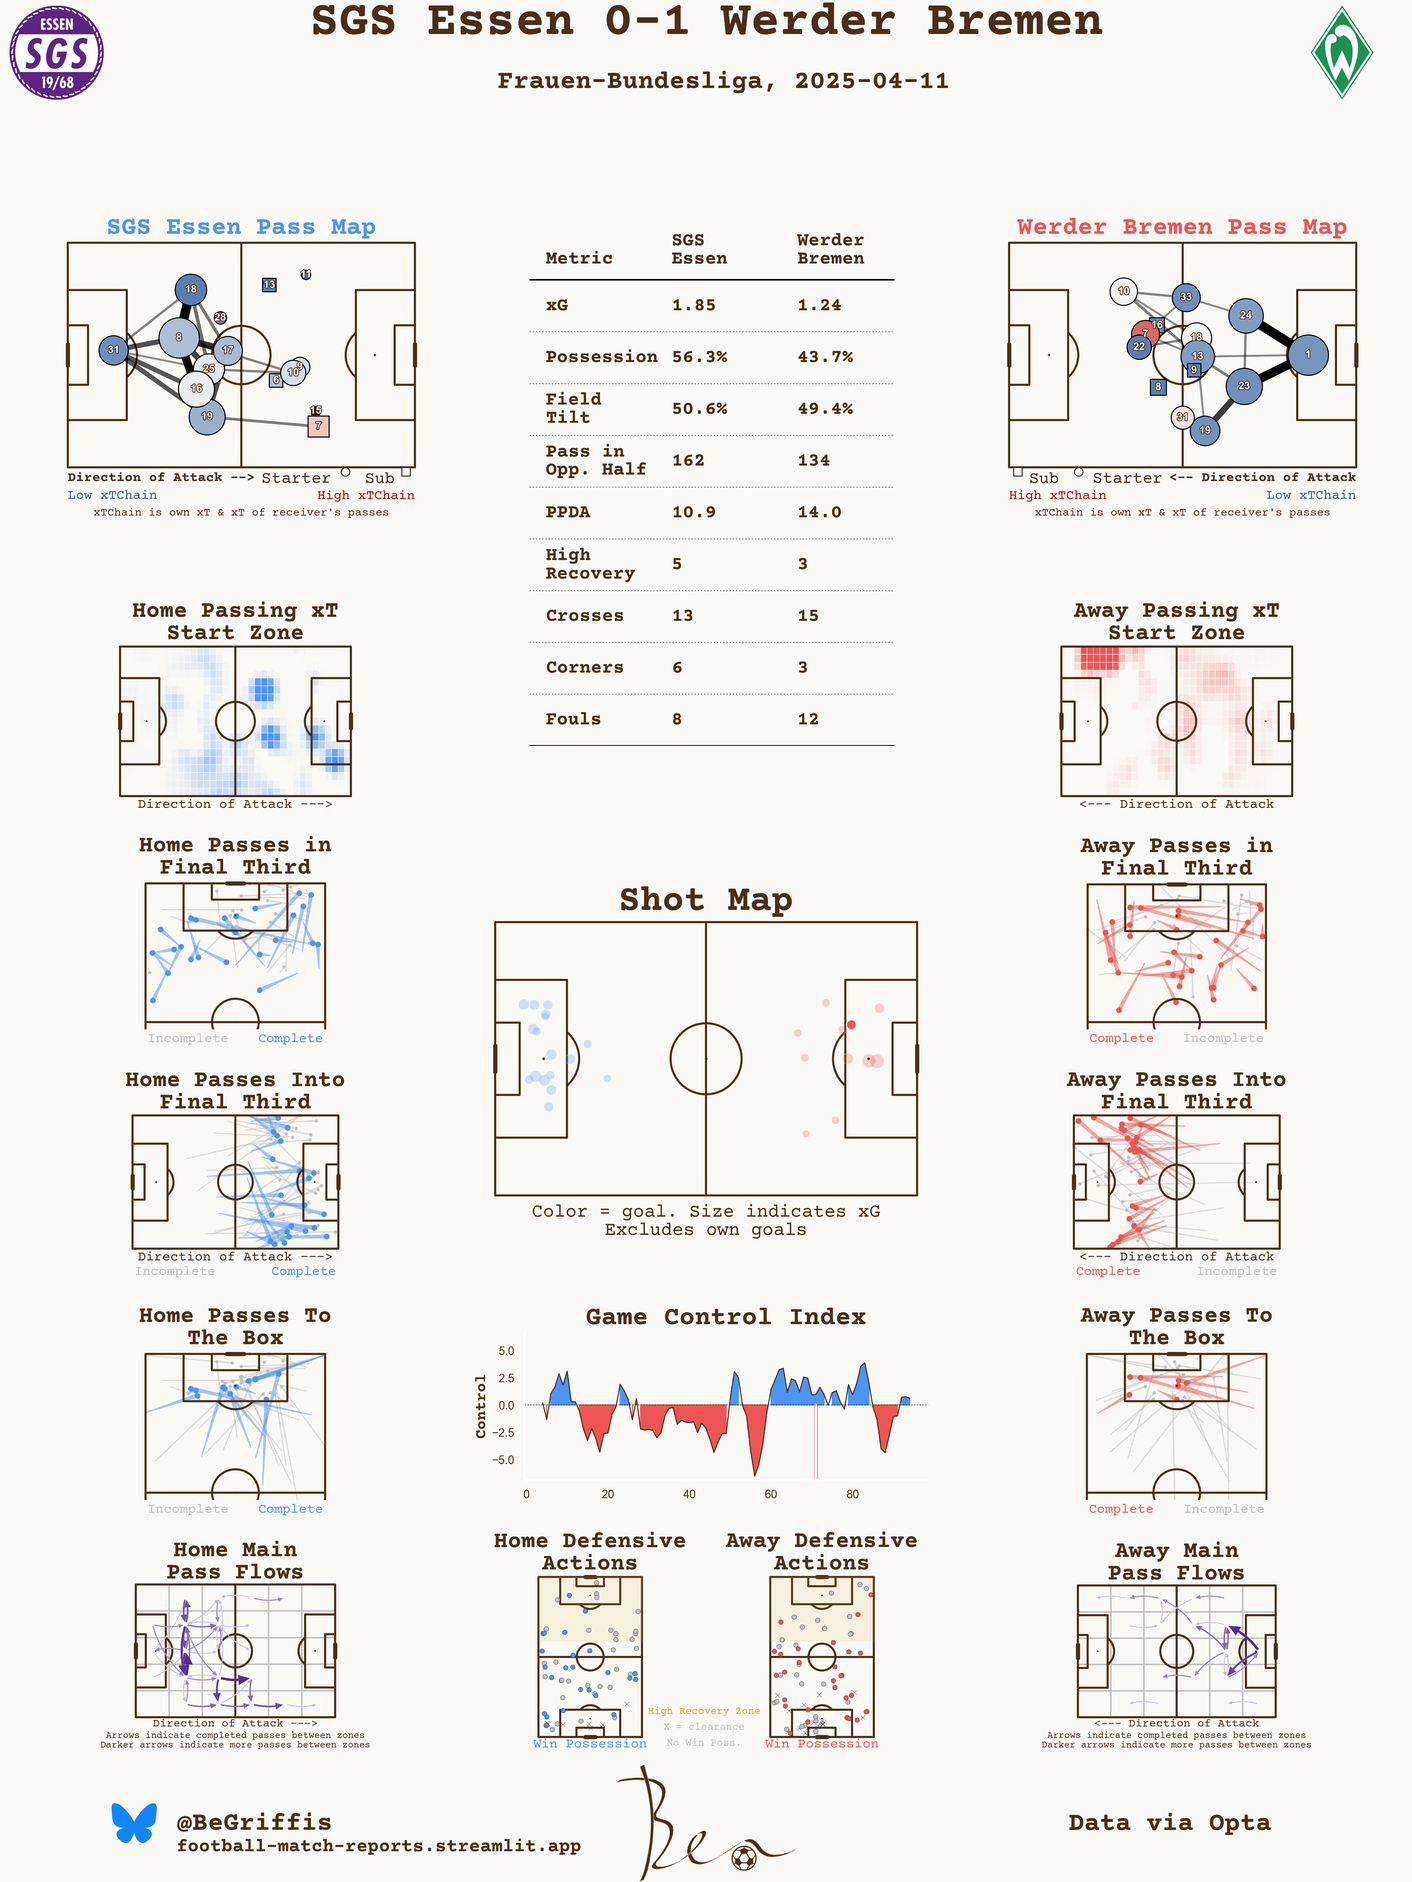 SGS Essen 0-1 Werder Bremen
Frauen-Bundesliga, 2025-04-11
ESSEN
SGS
19/68
W
SGS Essen Pass Map
18
13
11
28
8
31
17
25
9
10
6
16
19
15
7
Direction of Attack --> Starter Sub
Low xTChain High xTChain
xTChain is own xT & xT of receiver's passes
Metric SGS Essen Werder Bremen
xG 1.85 1.24
Possession 56.3% 43.7%
Field Tilt 50.6% 49.4%
Pass in Opp. Half 162 134
PPDA 10.9 14.0
High Recovery 5 3
Crosses 13 15
Corners 6 3
Fouls 8 12
Werder Bremen Pass Map
10
33
24
16
7
18
22
13
1
9
8
23
31
19
Sub Starter <-- Direction of Attack
High xTChain Low xTChain
xTChain is own xT & xT of receiver's passes
Home Passing xT
Start Zone
Direction of Attack --->
Away Passing xT
Start Zone
<--- Direction of Attack
Home Passes in
Final Third
Incomplete Complete
Away Passes in
Final Third
Complete Incomplete
Shot Map
Color = goal. Size indicates xG
Excludes own goals
Home Passes Into
Final Third
Direction of Attack --->
Incomplete Complete
Away Passes Into
Final Third
<--- Direction of Attack
Complete Incomplete
Home Passes To
The Box
Incomplete Complete
Game Control Index
Control
5.0
2.5
0.0
−2.5
−5.0
0 20 40 60 80
Away Passes To
The Box
Complete Incomplete
Home Main
Pass Flows
Direction of Attack --->
Arrows indicate completed passes between zones
Darker arrows indicate more passes between zones
Home Defensive
Actions
Win Possession
Away Defensive
Actions
Win Possession
High Recovery Zone
X = clearance
No Win Poss.
Away Main
Pass Flows
<--- Direction of Attack
Arrows indicate completed passes between zones
Darker arrows indicate more passes between zones
@BeGriffis
football-match-reports.streamlit.app
Ben
Data via Opta